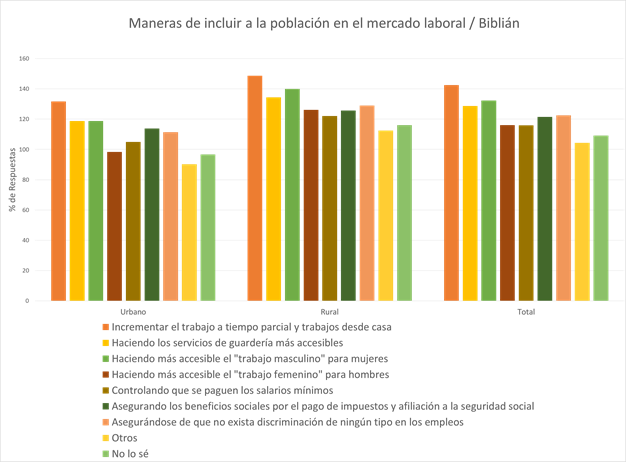 Maneras de incluir a la población en el mercado laboral / Biblián
160
140
120
100
80
60
40
20
0
% de Respuestas
Urbano Rural Total
Incrementar el trabajo a tiempo parcial y trabajos desde casa
Haciendo los servicios de guardería más accesibles
Haciendo más accesible el "trabajo masculino" para mujeres
Haciendo más accesible el "trabajo femenino" para hombres
Controlando que se paguen los salarios mínimos
Asegurando los beneficios sociales por el pago de impuestos y afiliación a la seguridad social
Asegurándose de que no exista discriminación de ningún tipo en los empleos
Otros
No lo sé